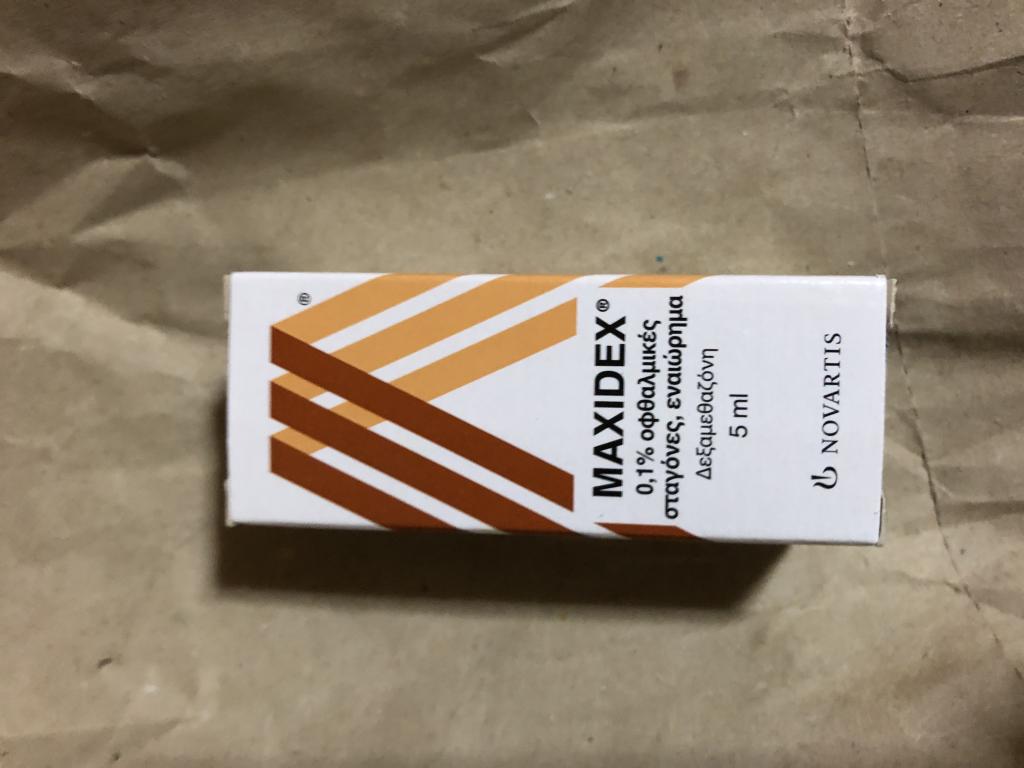 ®
MAXIDEX®
0,1% οφθαλμικές
σταγόνες, εναιώρημα
Δεξαμεθαζόνη
5 ml
NOVARTIS